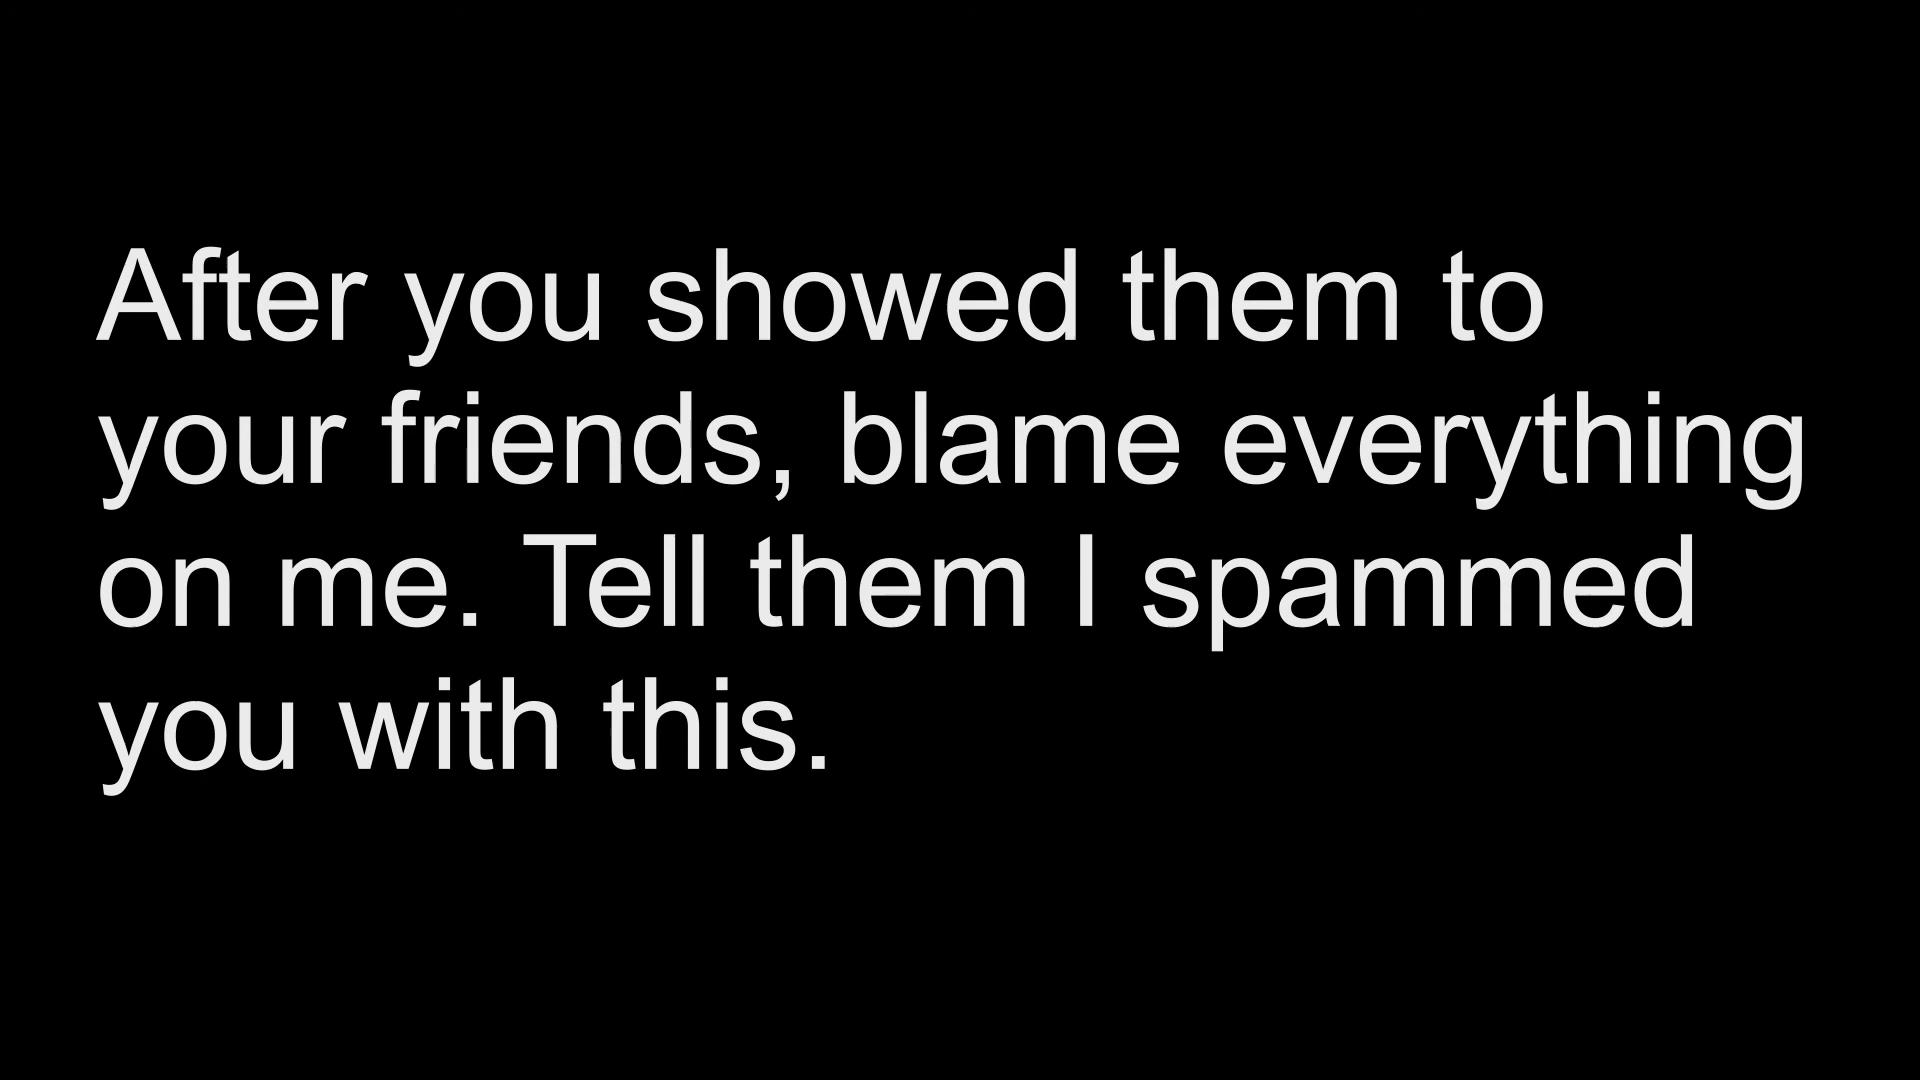 After you showed them to
your friends, blame everything
on me. Tell them I spammed
you with this.